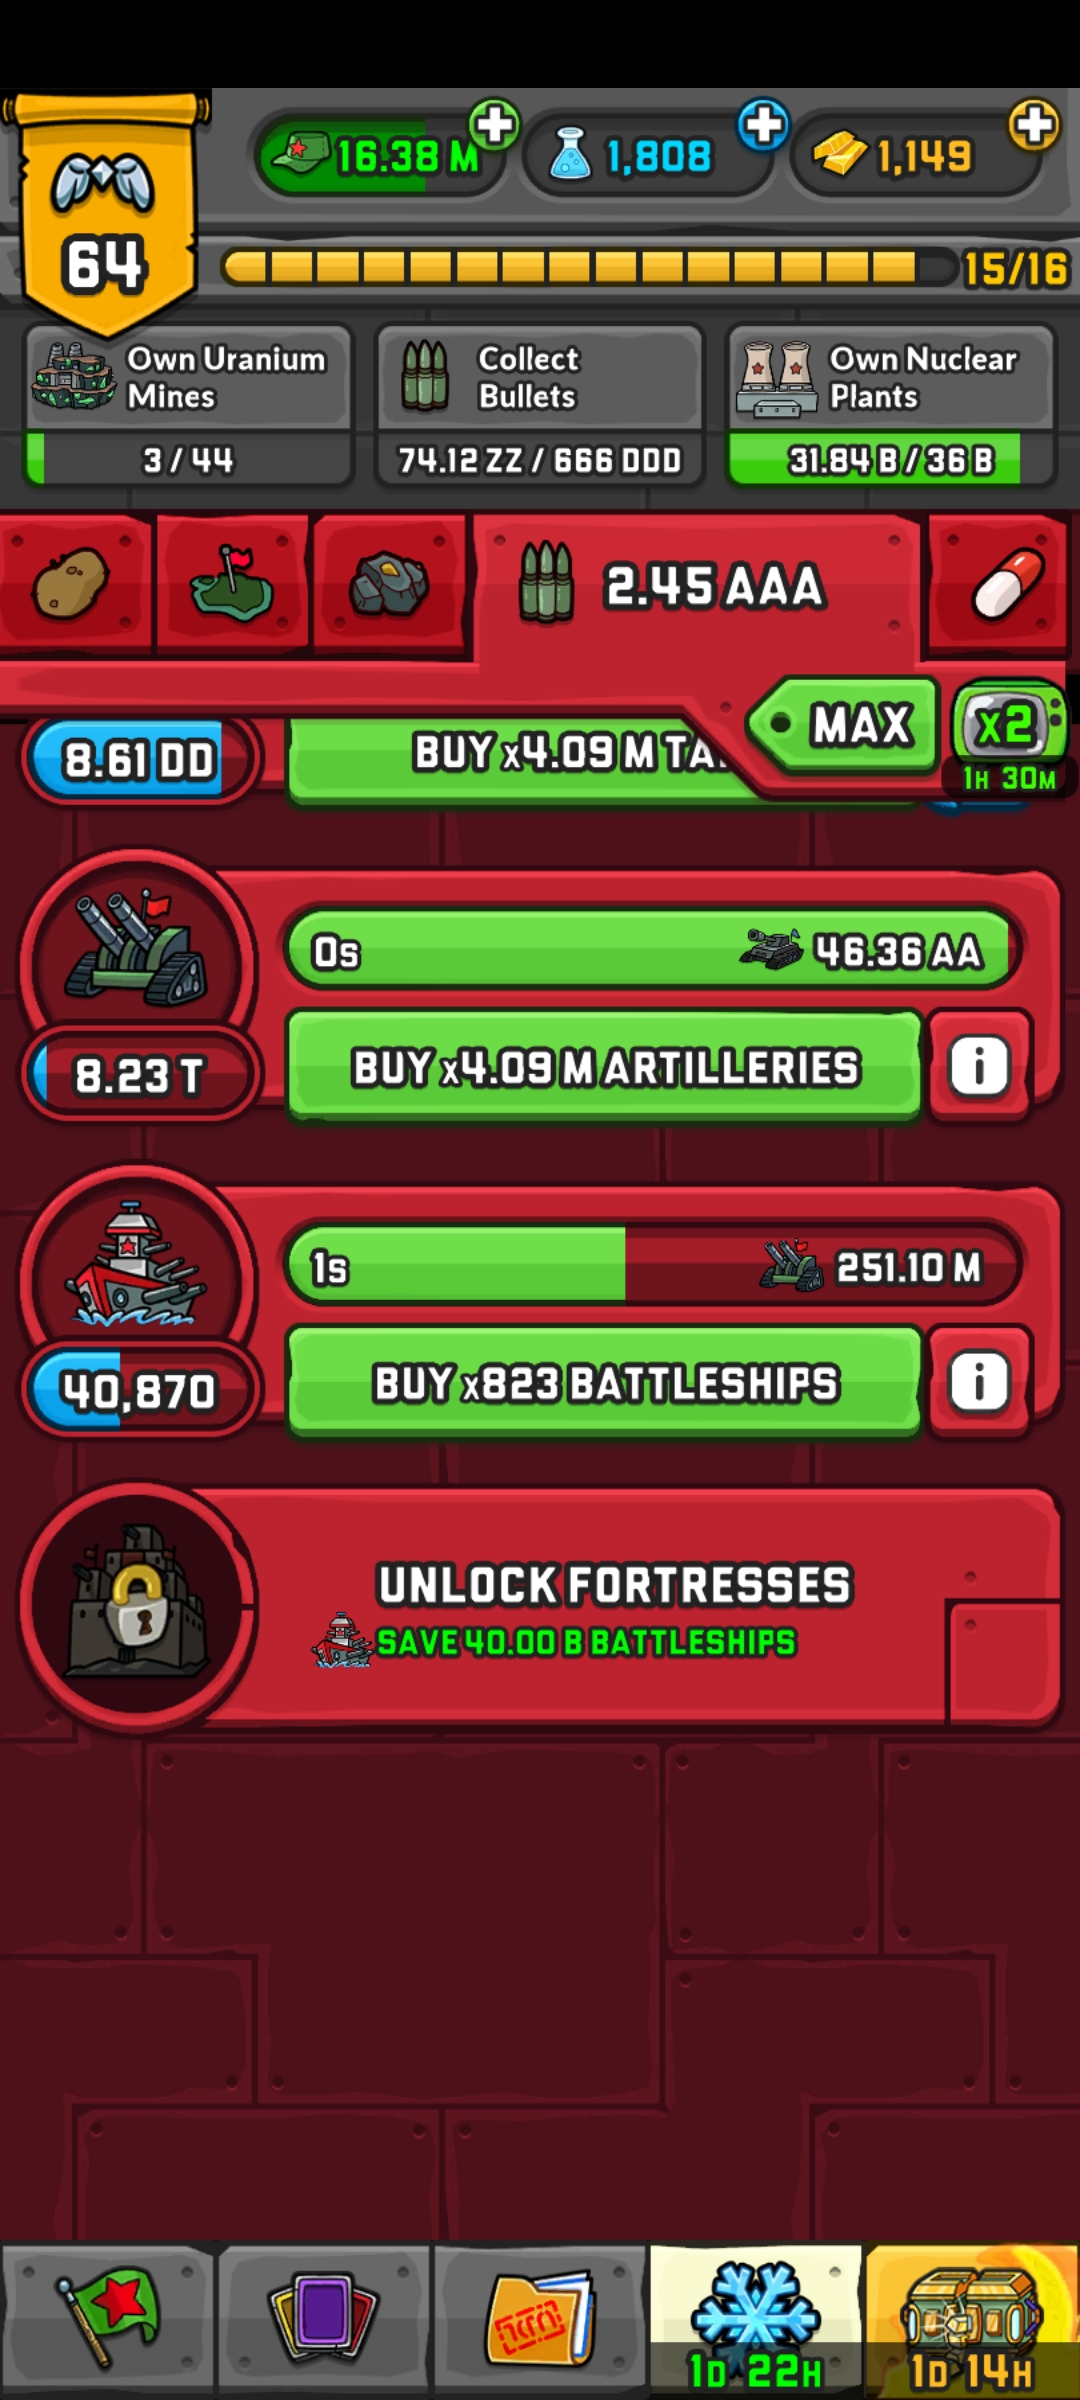 64
16.38 M
1,808
1,149
15/16
Own Uranium
Mines
3 / 44
Collect
Bullets
74.12 ZZ / 666 DDD
Own Nuclear
Plants
31.84 B / 36 B
2.45 AAA
MAX
x2
1H 30M
8.61 DD
BUY x4.09 M TA
0s
46.36 AA
8.23 T
BUY x4.09 M ARTILLERIES
i
1s
251.10 M
40,870
BUY x823 BATTLESHIPS
i
UNLOCK FORTRESSES
SAVE 40.00 B BATTLESHIPS
1D 22H
1D 14H